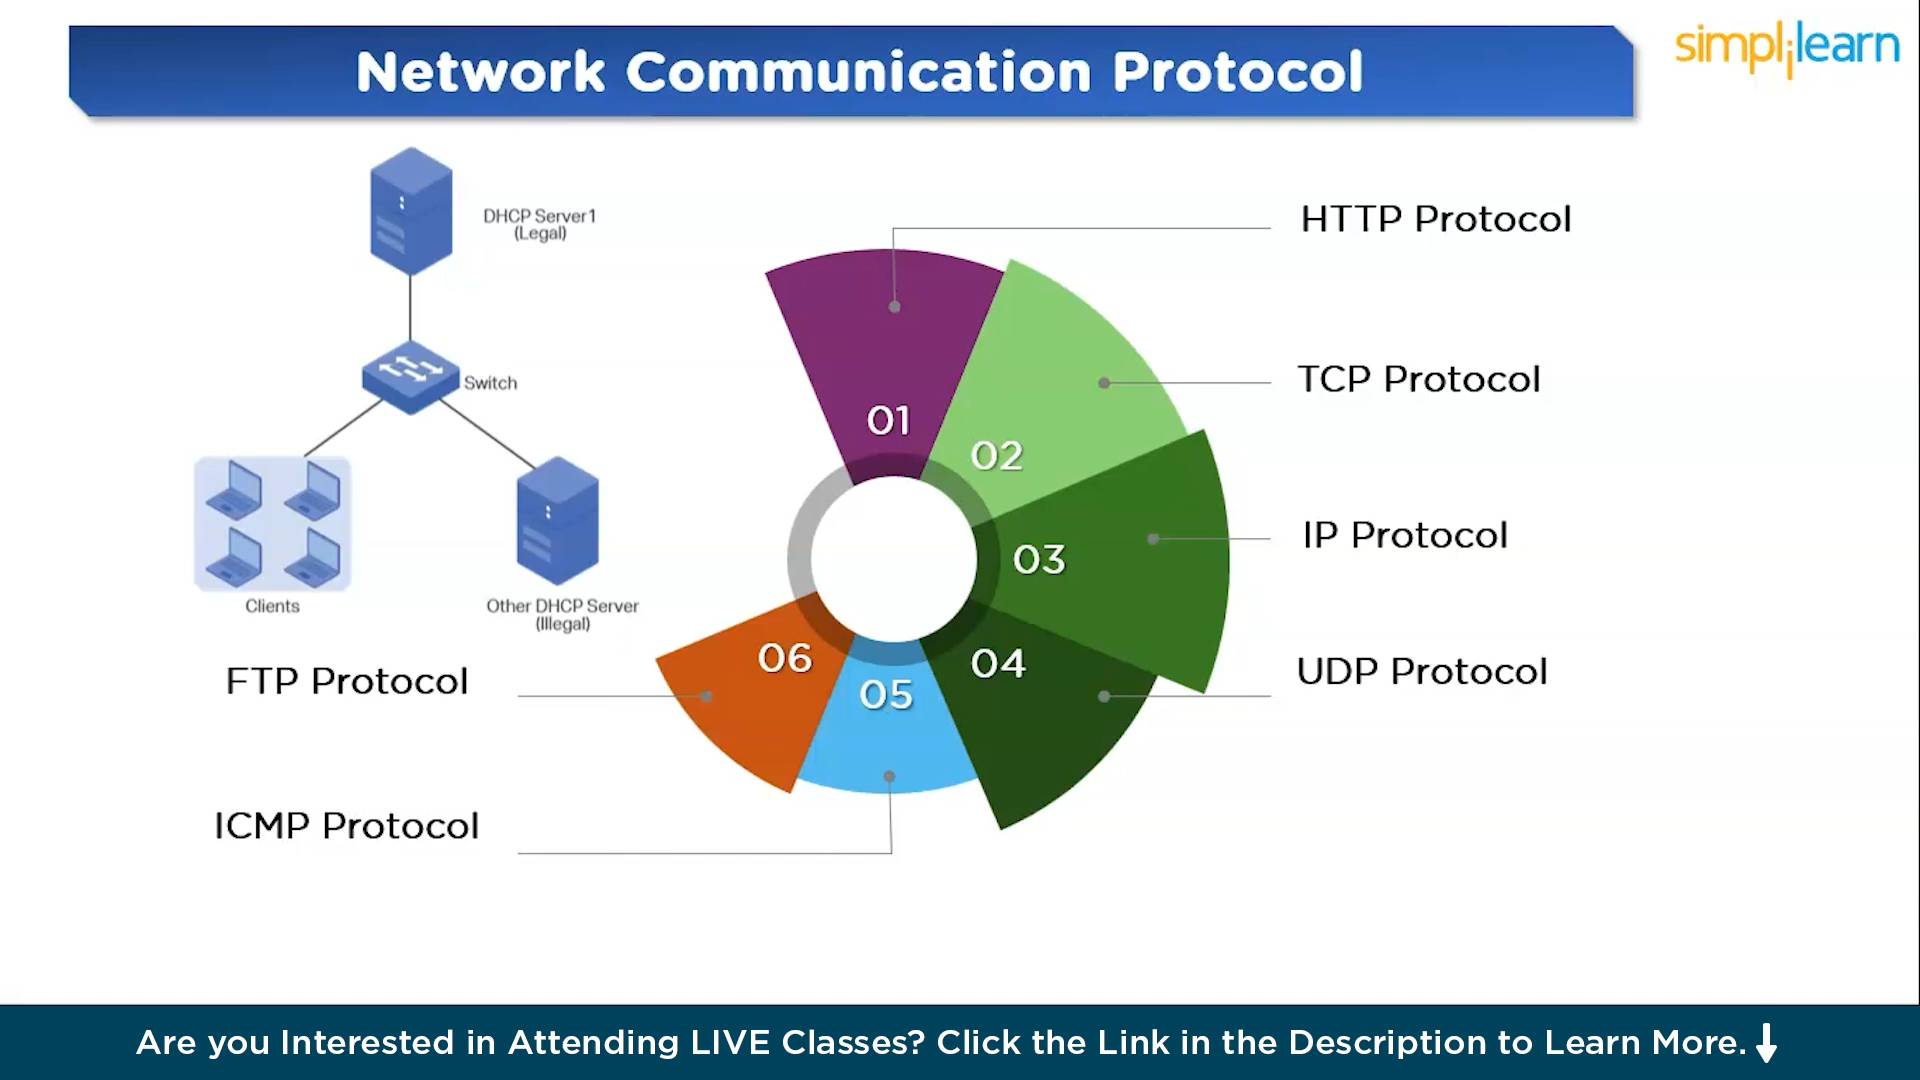 Network Communication Protocol
simplilearn
DHCP Server1
(Legal)
Switch
Clients
Other DHCP Server
(Illegal)
HTTP Protocol
TCP Protocol
IP Protocol
UDP Protocol
FTP Protocol
ICMP Protocol
01
02
03
04
05
06
Are you Interested in Attending LIVE Classes? Click the Link in the Description to Learn More.